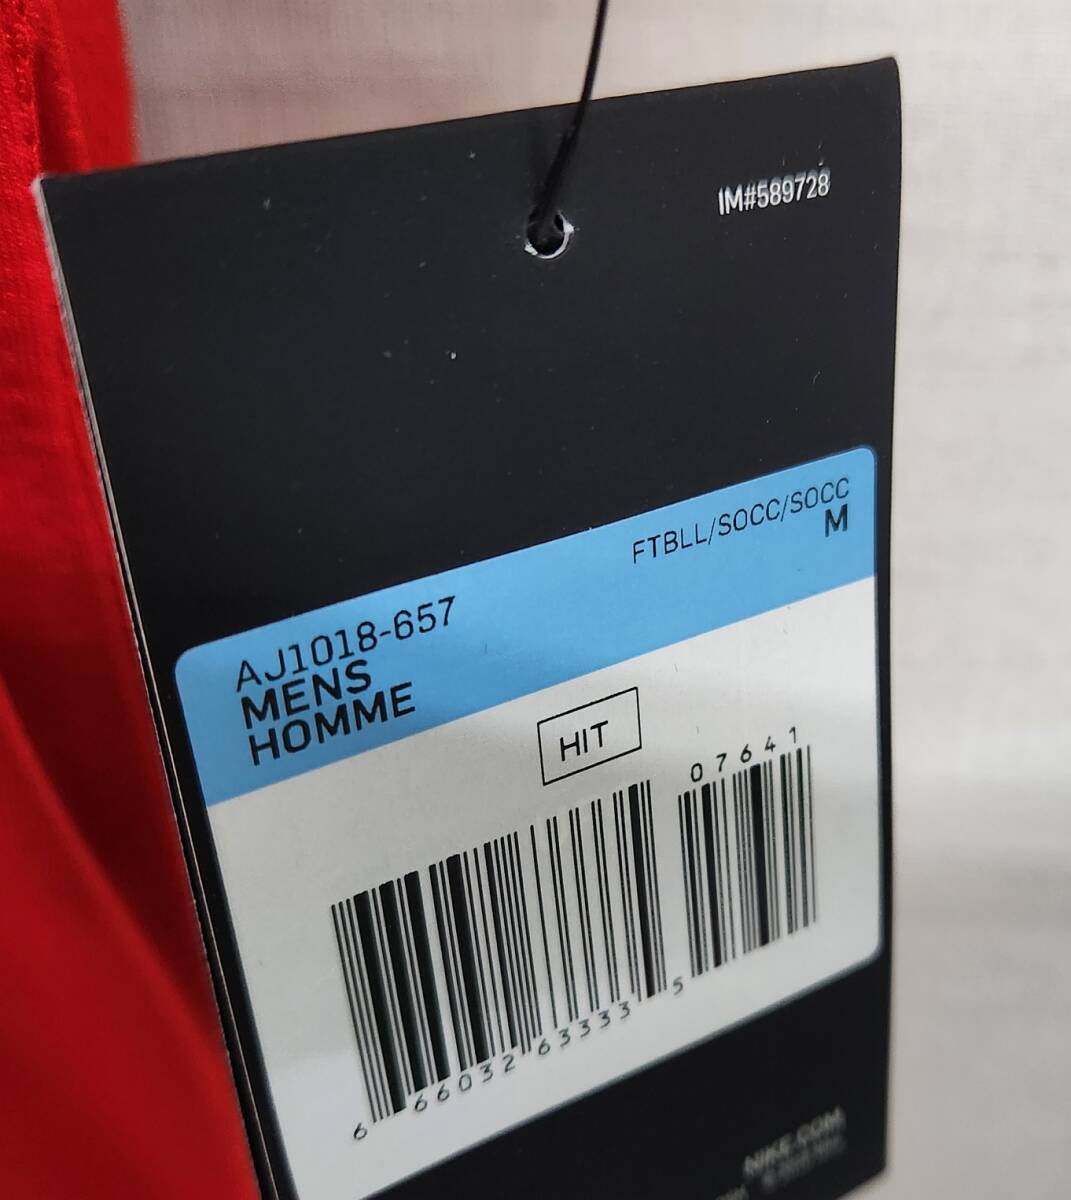 IM#589728
FTBLL/SOCC/SOCC
M
AJ1018-657
MENS
HOMME
HIT
07641
6 66032 63333 5
NIKE.COM